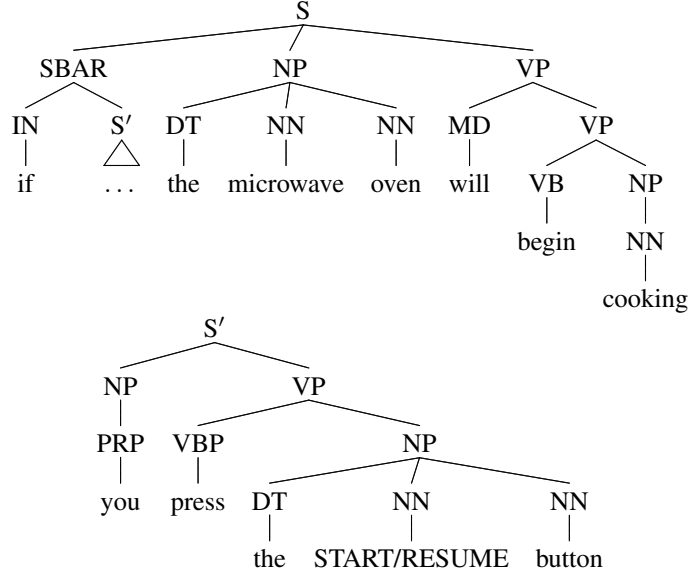 S
SBAR NP VP
IN S′ DT NN NN MD VP
if ... the microwave oven will VB NP
begin NN
cooking
S′
NP VP
PRP VBP NP
you press DT NN NN
the START/RESUME button